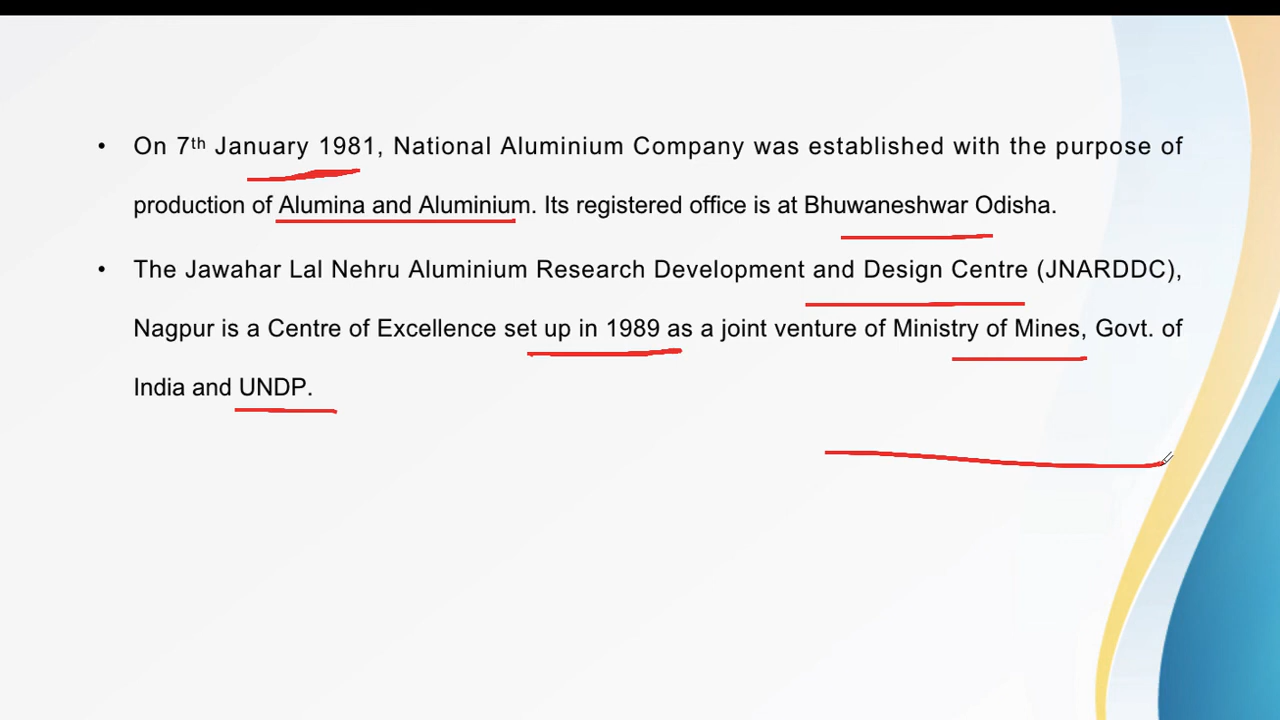 • On 7th January 1981, National Aluminium Company was established with the purpose of
production of Alumina and Aluminium. Its registered office is at Bhuwaneshwar Odisha.
• The Jawahar Lal Nehru Aluminium Research Development and Design Centre (JNARDDC),
Nagpur is a Centre of Excellence set up in 1989 as a joint venture of Ministry of Mines, Govt. of
India and UNDP.